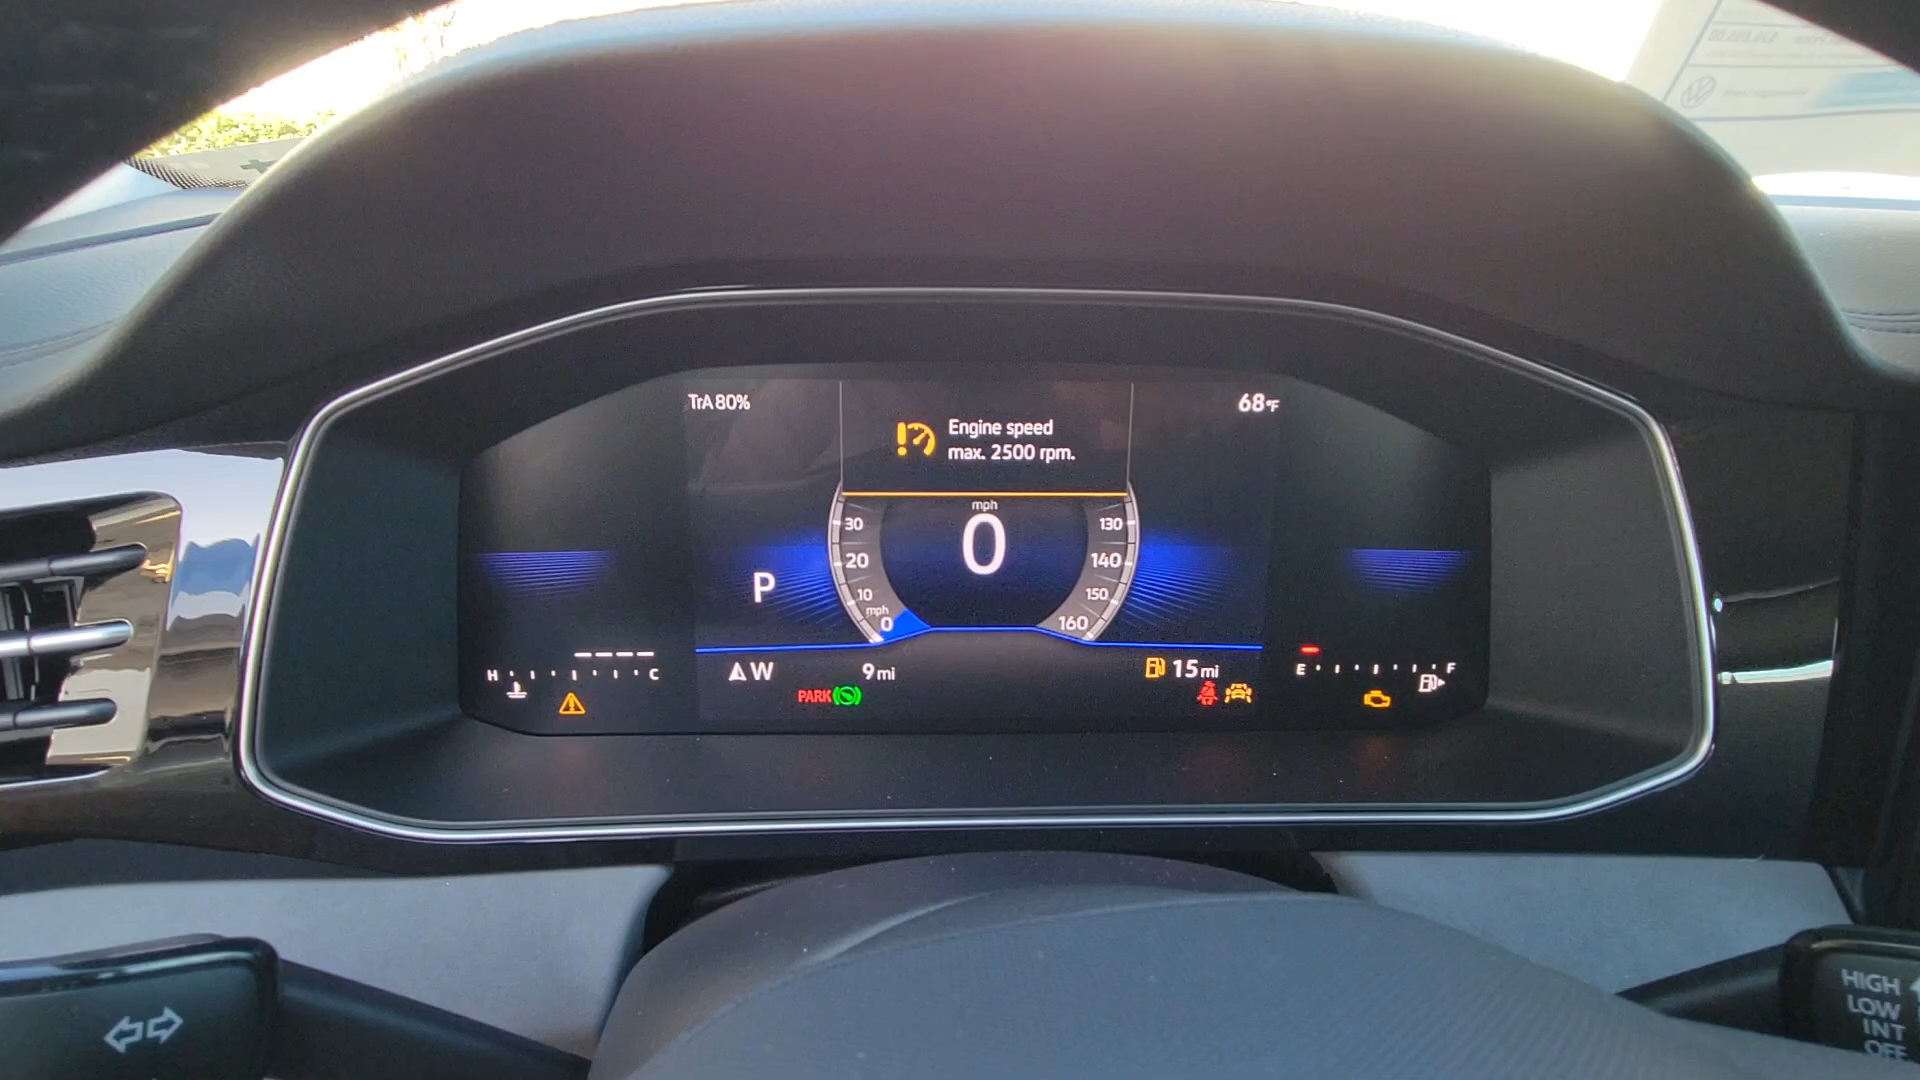 TrA 80%
68°F
Engine speed
max. 2500 rpm.
mph
0
30
20
10
mph
0
130
140
150
160
P
H
C
W
9 mi
15 mi
E
F
PARK
HIGH
LOW
INT
OFF